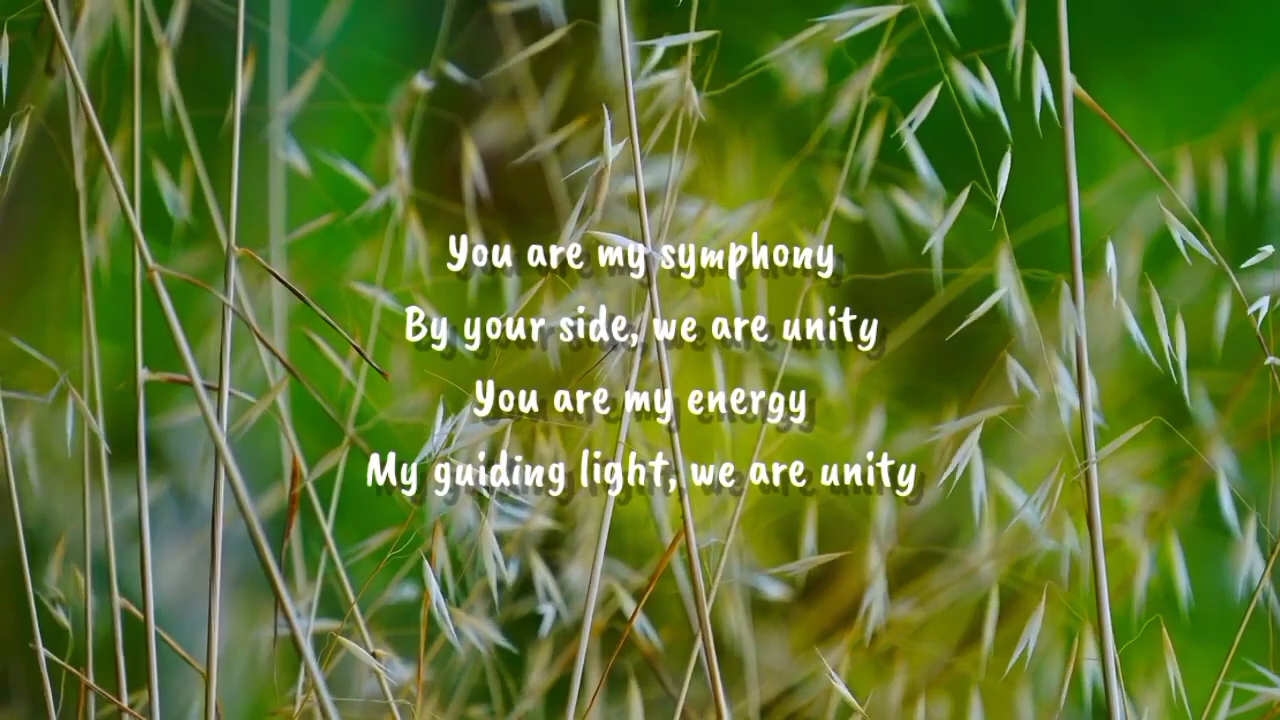 You are my symphony
By your side, we are unity
You are my energy
My guiding light, we are unity